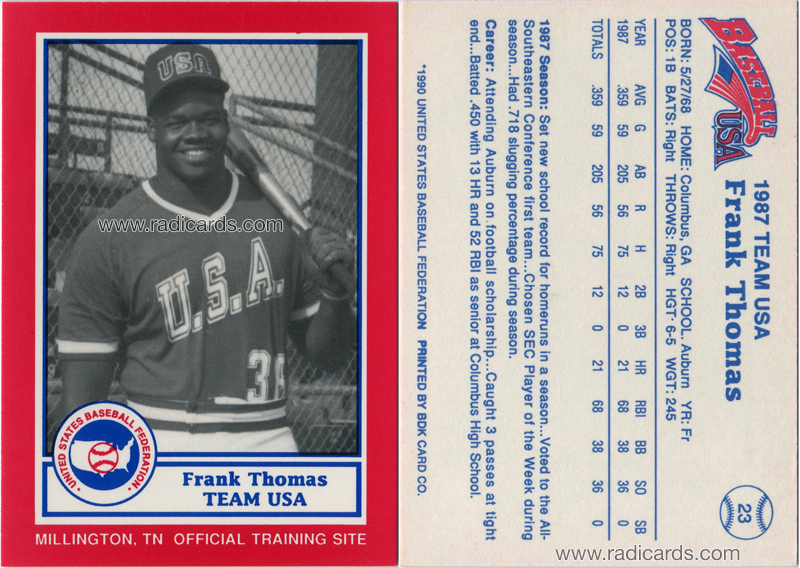 USA
www.radicards.com
U.S.A.
UNITED STATES BASEBALL FEDERATION
Frank Thomas
TEAM USA
MILLINGTON, TN OFFICIAL TRAINING SITE
BASEBALL
USA
1987 TEAM USA
Frank Thomas
23
BORN: 527/68 HOME: Columbus, GA SCHOOL. Auburn YR: Fr
POS: 1B BATS: Right THROWS: Right HGT: 6-5 WGT: 245
YEAR AVG G AB R H 2B 3B HR RBI BB SO SB
1987 .359 59 205 56 75 12 0 21 68 38 36 0
TOTALS .359 59 205 56 75 12 0 21 68 38 36 0
1987 Season: Set new school record for homeruns in a season...Voted to the All-
Southeastern Conference first team...Chosen SEC Player of the Week during
season...Had .718 slugging percentage during season.
Career: Attending Auburn on football scholarship...Caught 3 passes at tight
end...Batted .450 with 13 HR and 52 RBI as senior at Columbus High School.
*1990 UNITED STATES BASEBALL FEDERATION PRINTED BY BDK CARD CO.
www.radicards.com